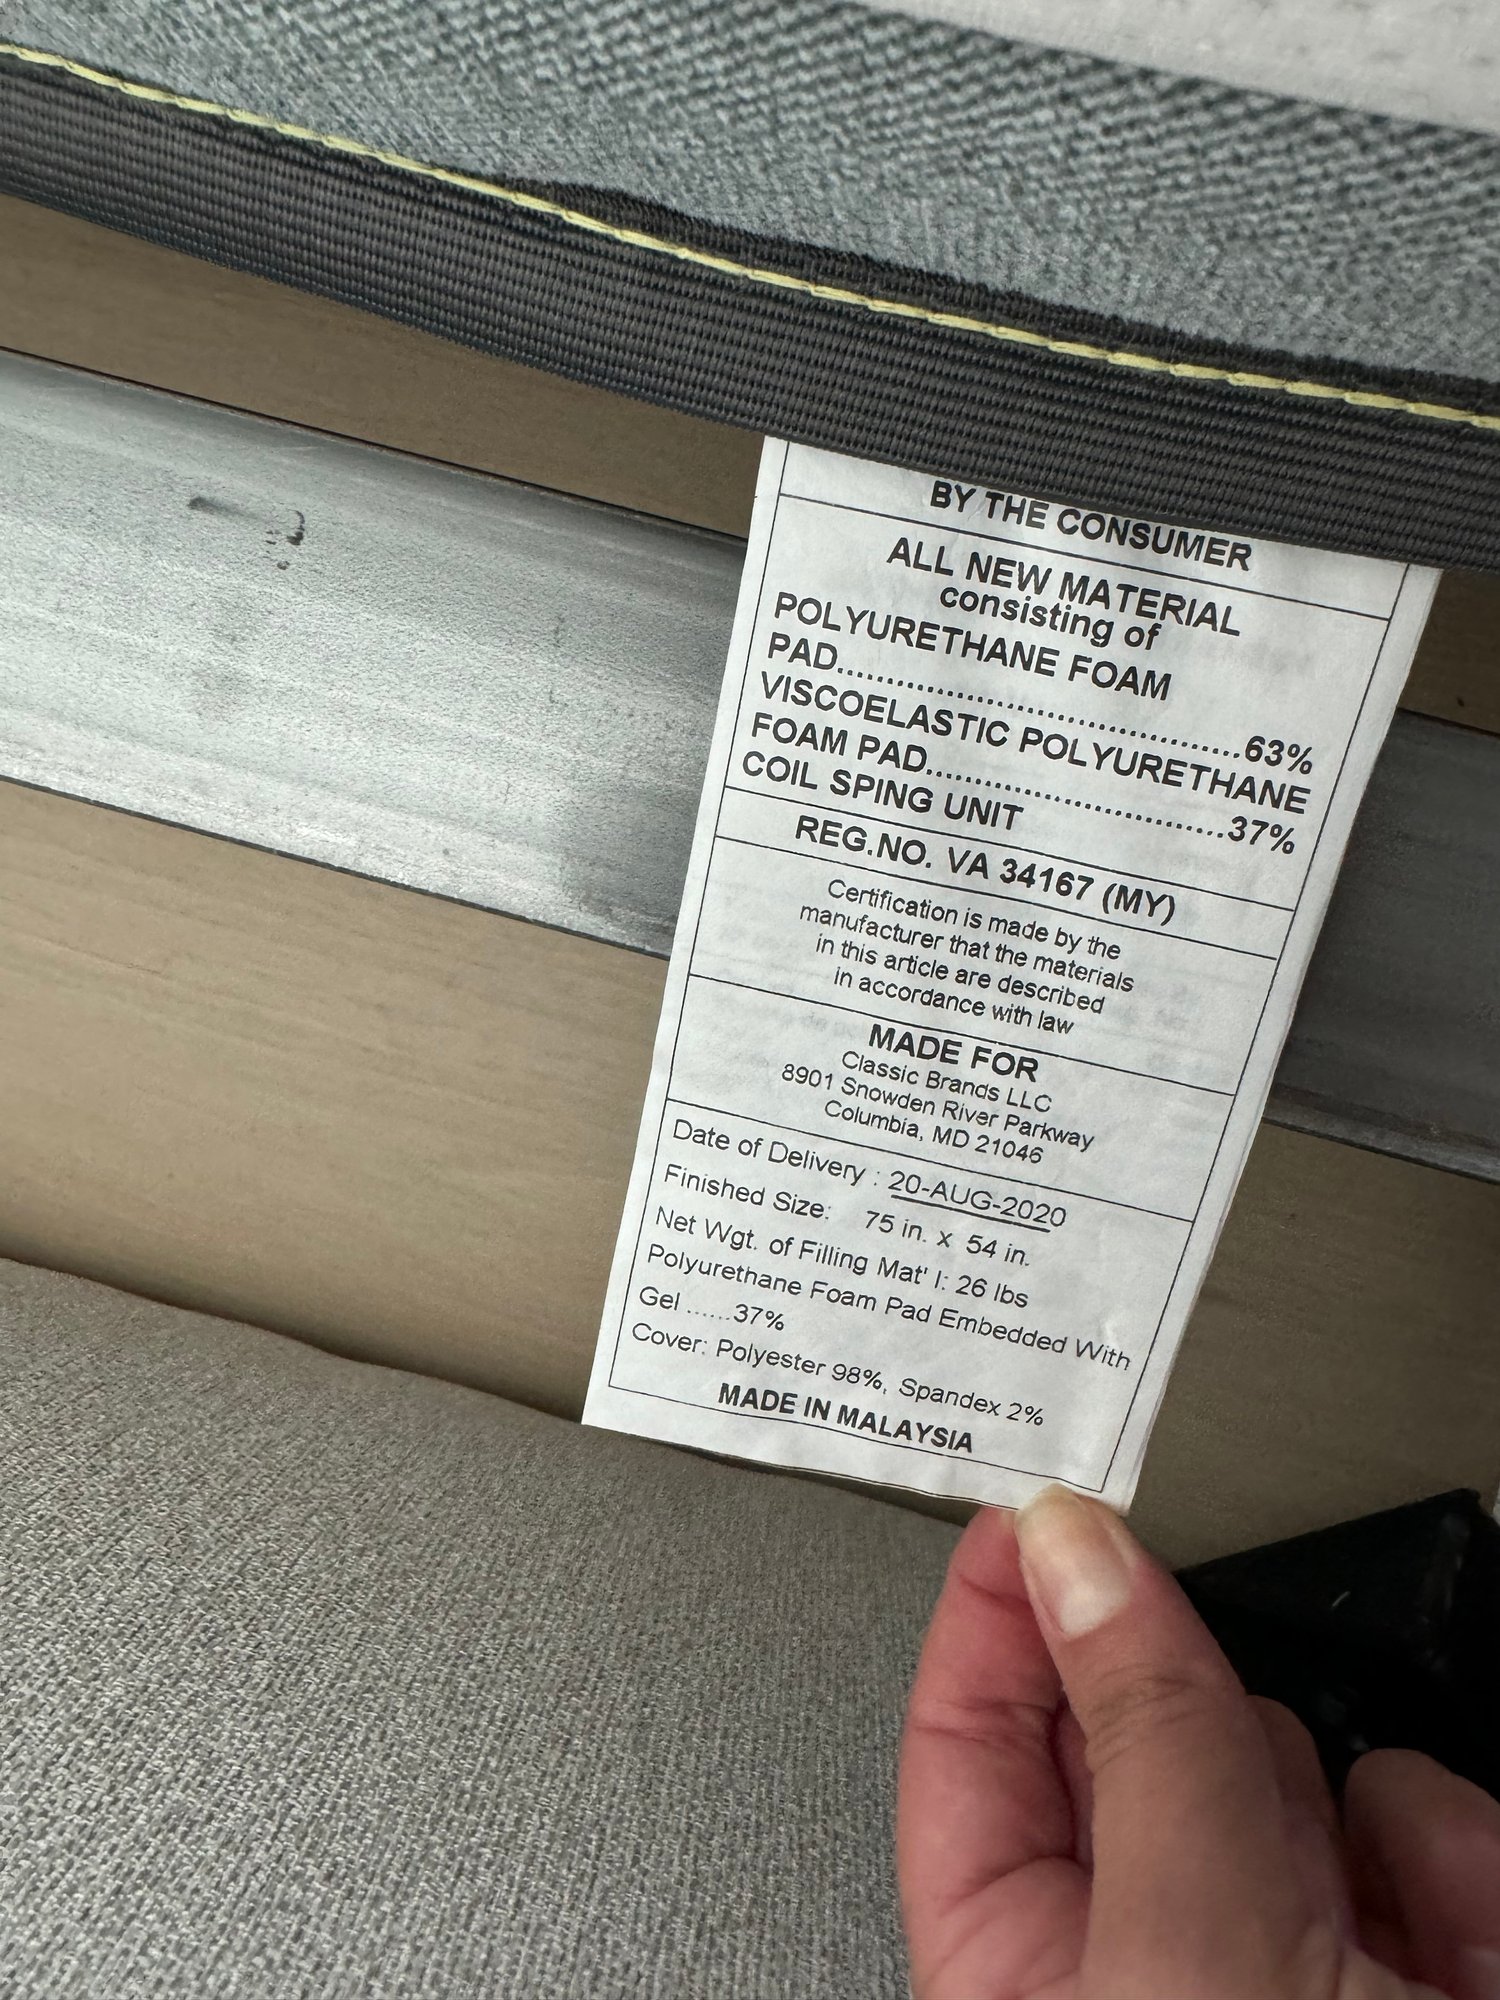 BY THE CONSUMER
ALL NEW MATERIAL
consisting of
POLYURETHANE FOAM
PAD..........................................63%
VISCOELASTIC POLYURETHANE
FOAM PAD...............................37%
COIL SPING UNIT
REG.NO. VA 34167 (MY)
Certification is made by the
manufacturer that the materials
in this article are described
in accordance with law
MADE FOR
Classic Brands LLC
8901 Snowden River Parkway
Columbia, MD 21046
Date of Delivery : 20-AUG-2020
Finished Size: 75 in. x 54 in.
Net Wgt. of Filling Mat' l: 26 lbs
Polyurethane Foam Pad Embedded With
Gel ......37%
Cover: Polyester 98%, Spandex 2%
MADE IN MALAYSIA